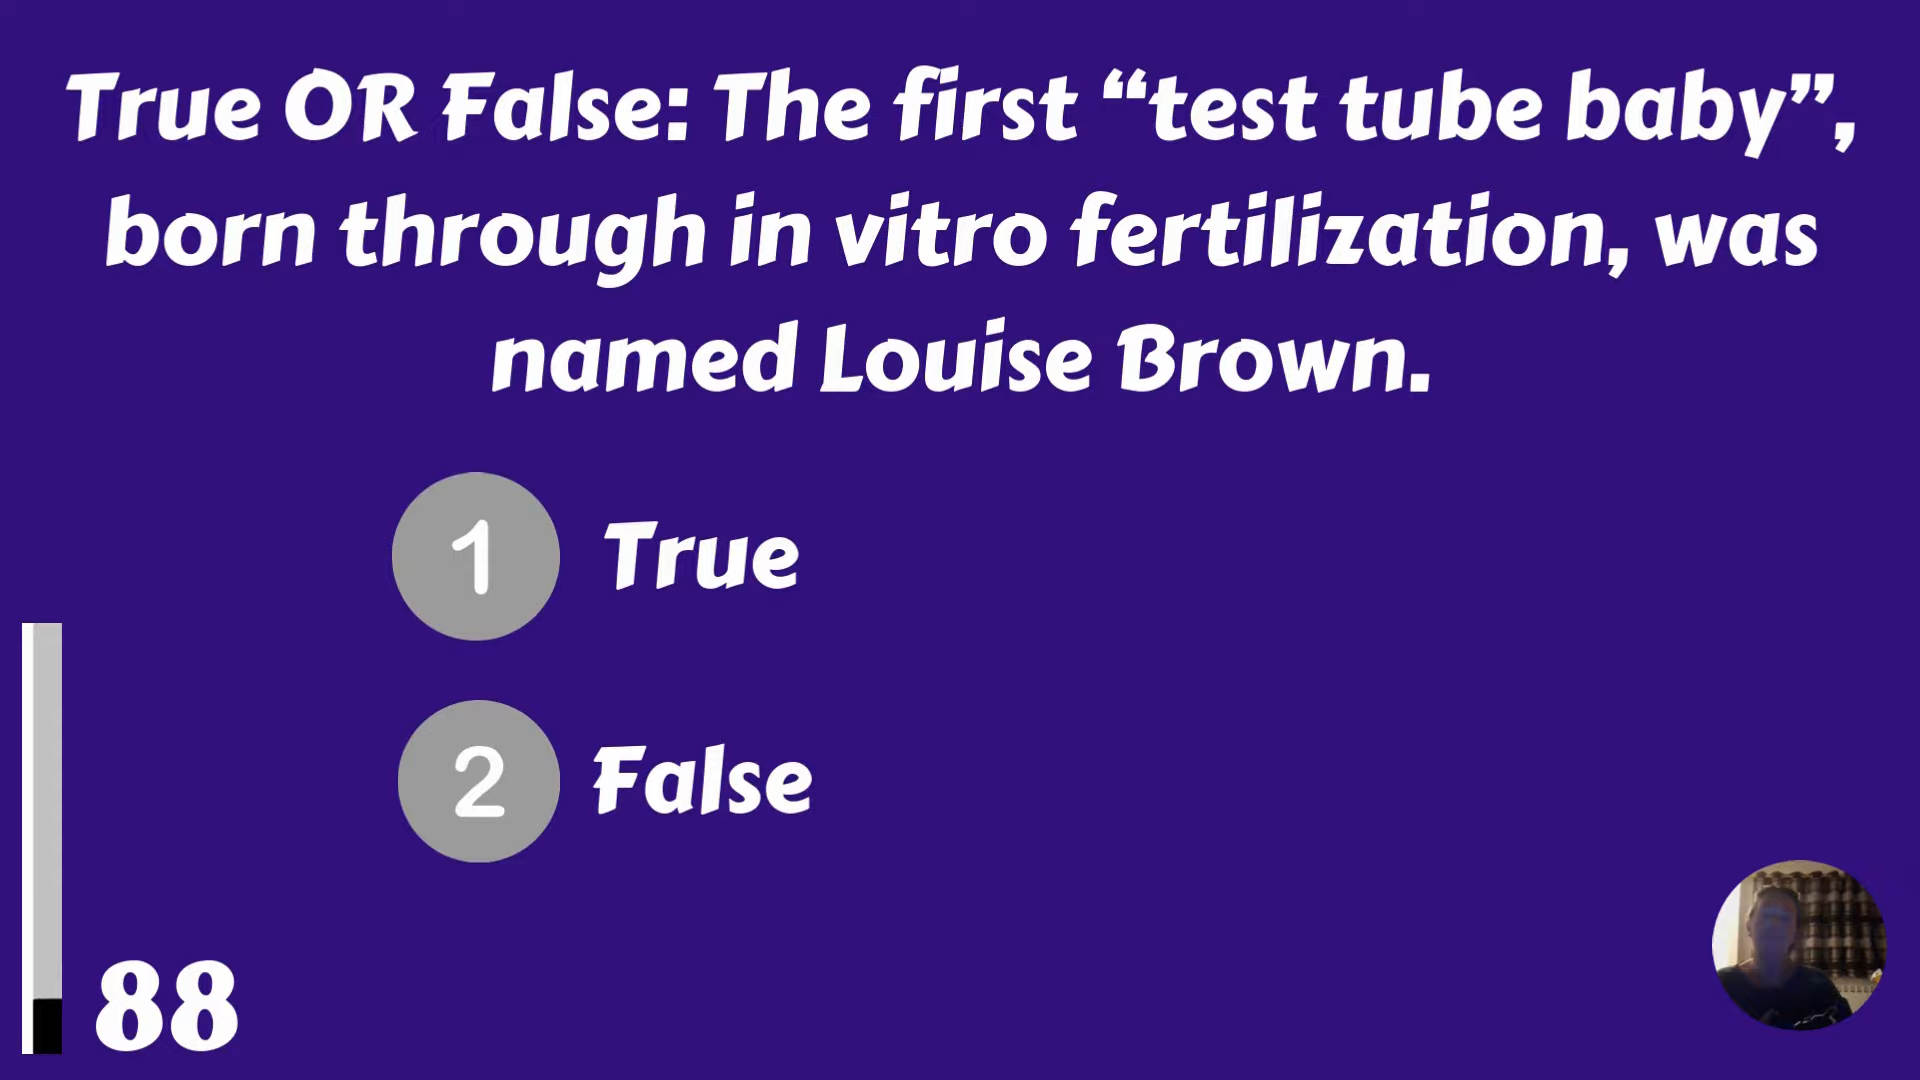 True OR False: The first “test tube baby”,
born through in vitro fertilization, was
named Louise Brown.
1 True
2 False
88